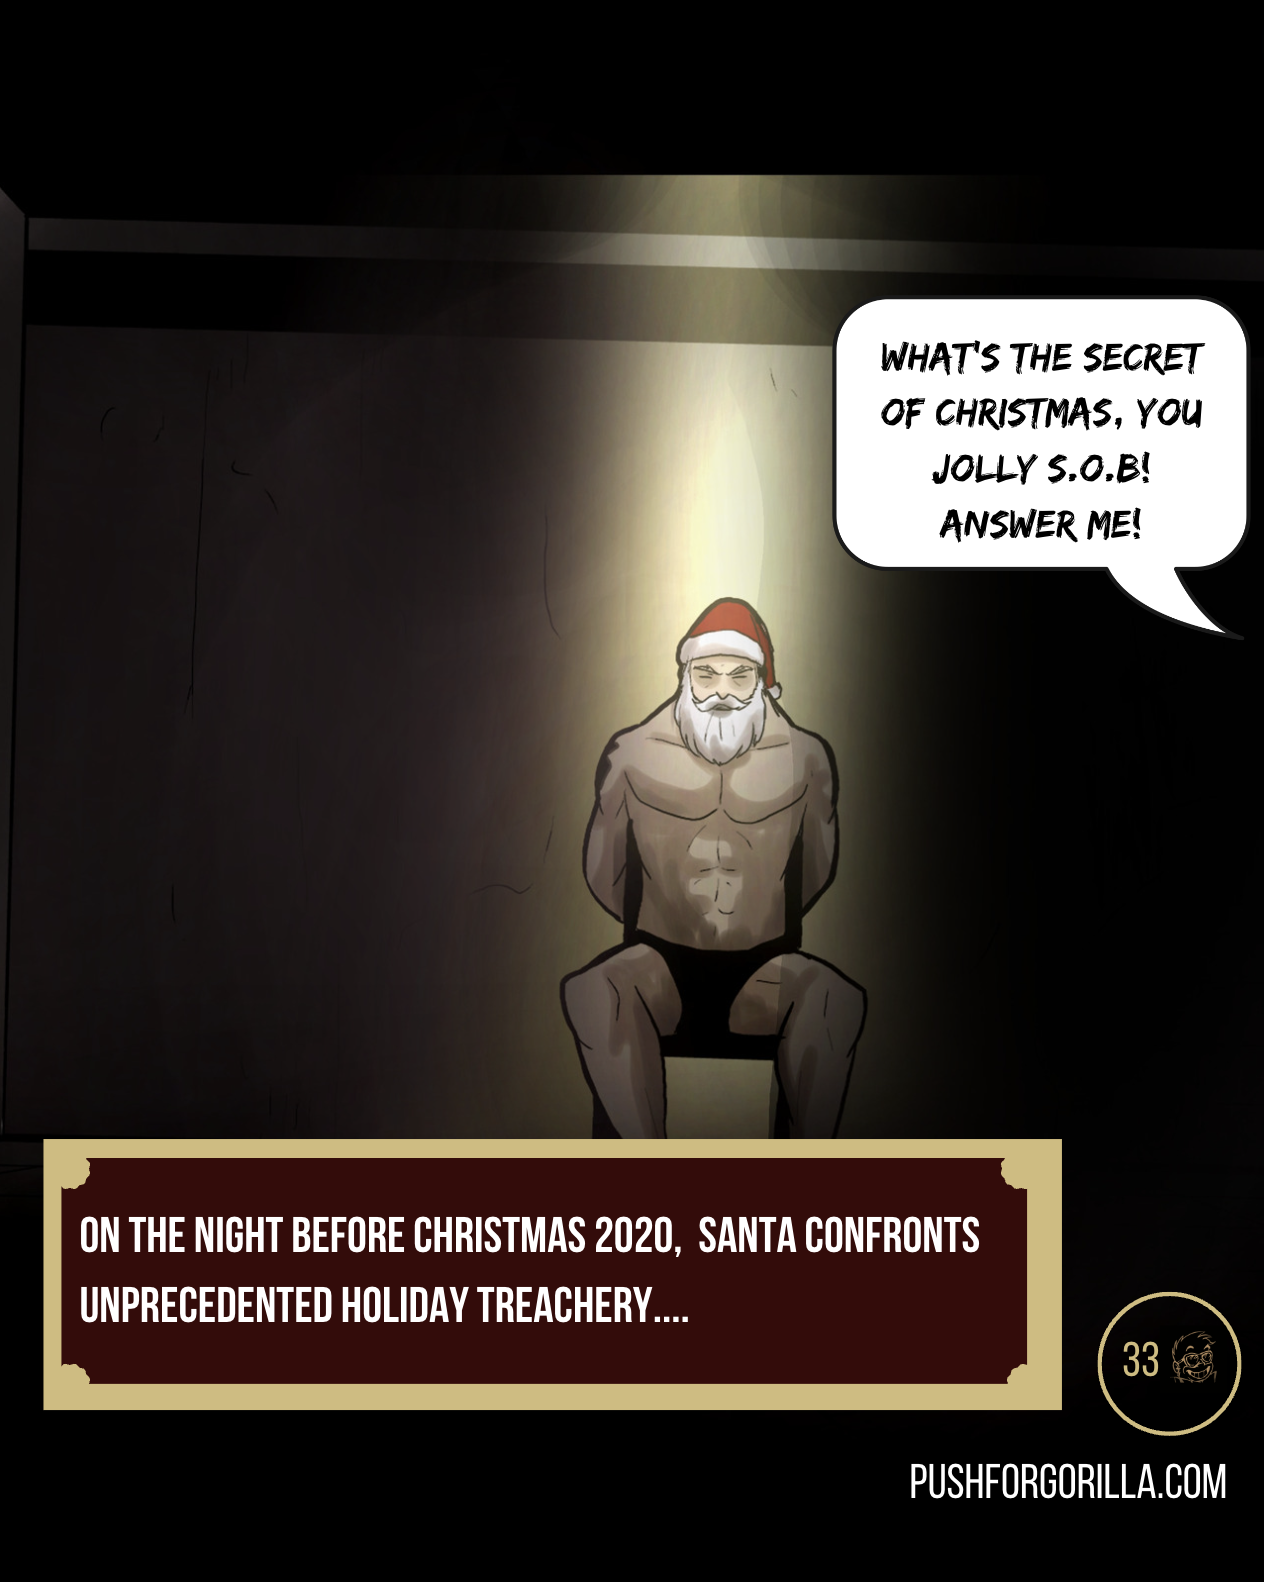 WHAT'S THE SECRET
OF CHRISTMAS, YOU
JOLLY S.O.B!
ANSWER ME!
ON THE NIGHT BEFORE CHRISTMAS 2020, SANTA CONFRONTS
UNPRECEDENTED HOLIDAY TREACHERY....
33
PUSHFORGORILLA.COM